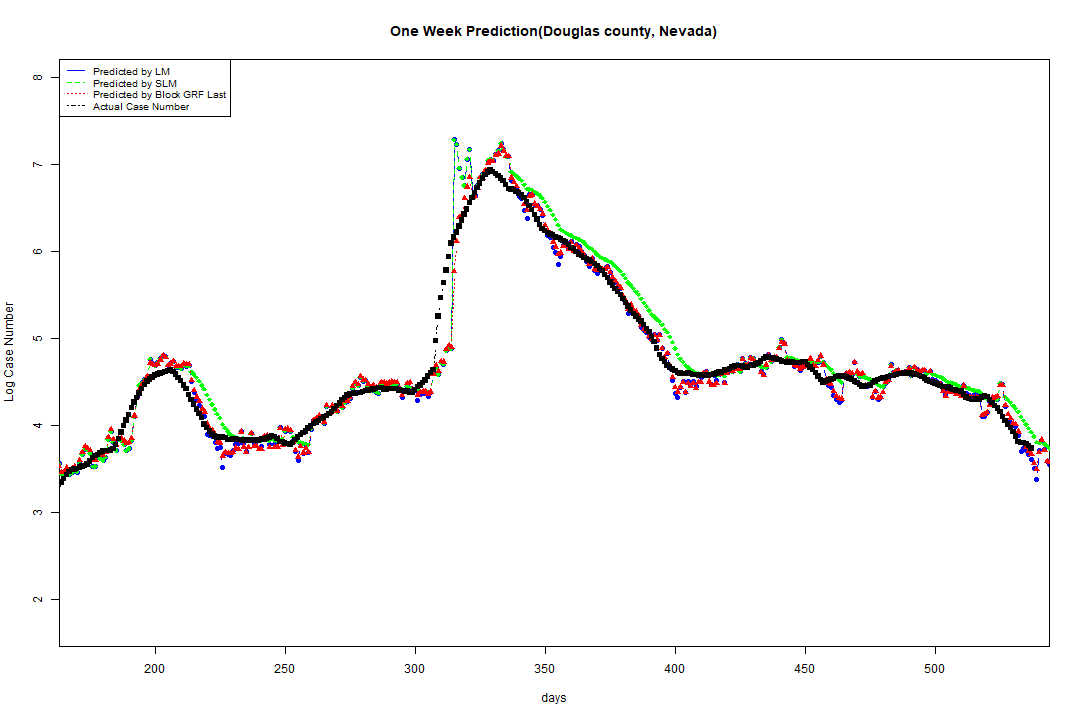 One Week Prediction(Douglas county, Nevada)
Predicted by LM
Predicted by SLM
Predicted by Block GRF Last
Actual Case Number
8
7
6
5
4
3
2
Log Case Number
200 250 300 350 400 450 500
days